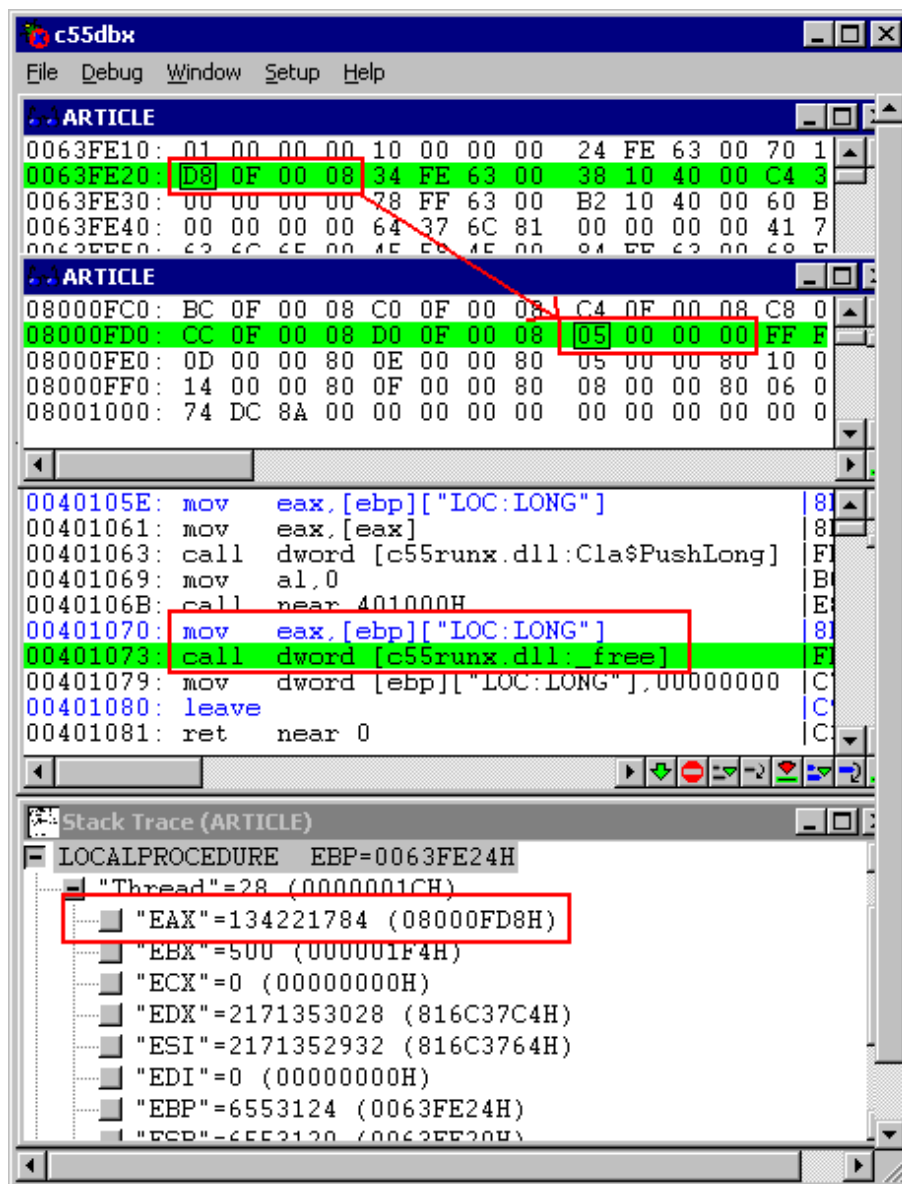 c55dbx
File Debug Window Setup Help
ARTICLE
0063FE10: 01 00 00 00 10 00 00 00 24 FE 63 00 70 1
0063FE20: D8 0F 00 08 34 FE 63 00 38 10 40 00 C4 3
0063FE30: 00 00 00 00 78 FF 63 00 B2 10 40 00 60 B
0063FE40: 00 00 00 00 64 37 6C 81 00 00 00 00 41 7
ARTICLE
08000FC0: BC 0F 00 08 C0 0F 00 08 C4 0F 00 08 C8 0
08000FD0: CC 0F 00 08 D0 0F 00 08 05 00 00 00 FF F
08000FE0: 0D 00 00 80 0E 00 00 80 05 00 00 80 10 0
08000FF0: 14 00 00 80 0F 00 00 80 08 00 00 80 06 0
08001000: 74 DC 8A 00 00 00 00 00 00 00 00 00 00 0
0040105E: mov eax,[ebp]["LOC:LONG"] |8
00401061: mov eax,[eax] |8
00401063: call dword [c55runx.dll:Cla$PushLong] |F
00401069: mov al,0 |B
0040106B: call near 401000H |E
00401070: mov eax,[ebp]["LOC:LONG"] |8
00401073: call dword [c55runx.dll:_free] |F
00401079: mov dword [ebp]["LOC:LONG"],00000000 |C
00401080: leave |C
00401081: ret near 0 |C
Stack Trace (ARTICLE)
LOCALPROCEDURE EBP=0063FE24H
"Thread"=28 (0000001CH)
"EAX"=134221784 (08000FD8H)
"EBX"=500 (000001F4H)
"ECX"=0 (00000000H)
"EDX"=2171353028 (816C37C4H)
"ESI"=2171352932 (816C3764H)
"EDI"=0 (00000000H)
"EBP"=6553124 (0063FE24H)
"ESP"=6553120 (0063FE20H)